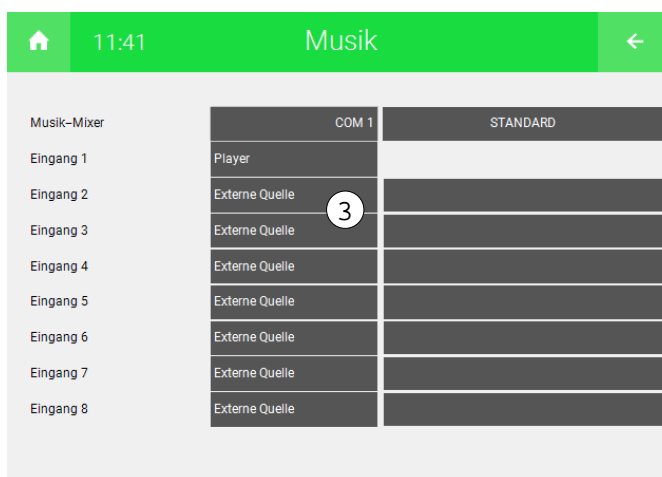 11:41 Musik
Musik–Mixer COM 1 STANDARD
Eingang 1 Player
Eingang 2 Externe Quelle
3
Eingang 3 Externe Quelle
Eingang 4 Externe Quelle
Eingang 5 Externe Quelle
Eingang 6 Externe Quelle
Eingang 7 Externe Quelle
Eingang 8 Externe Quelle